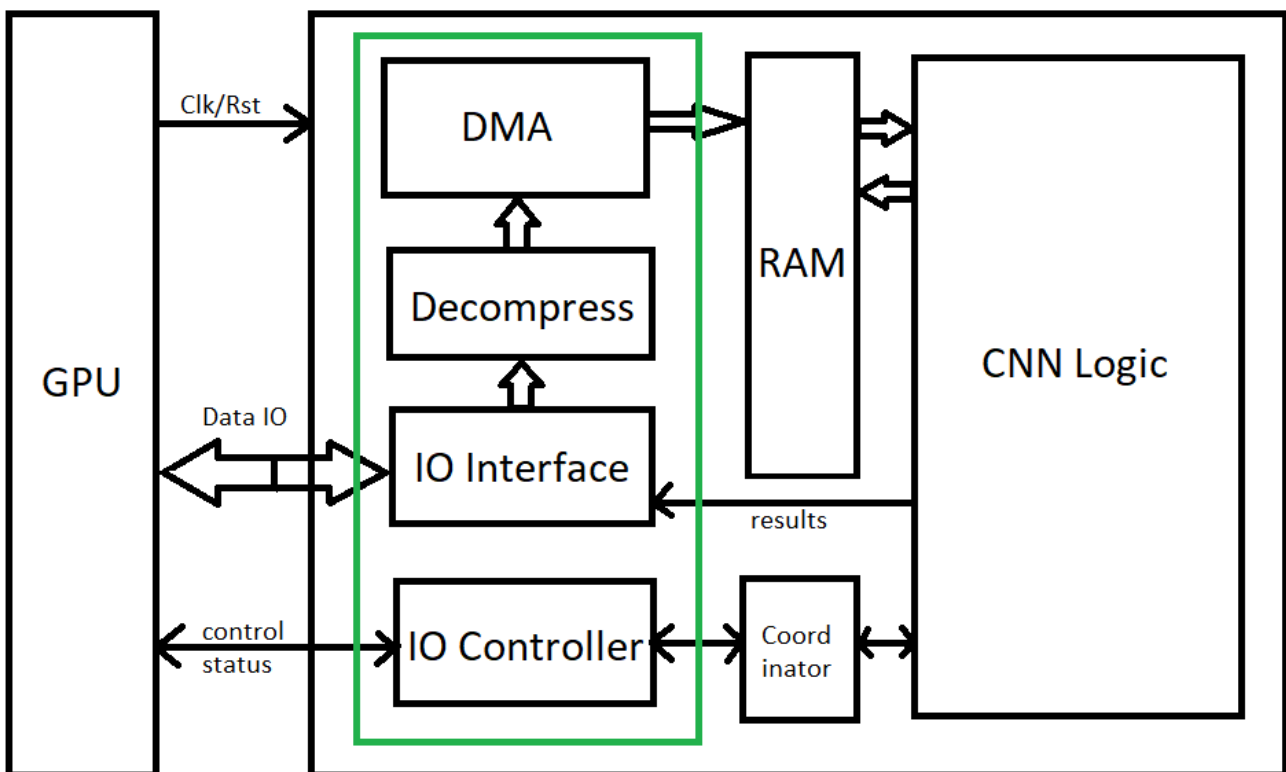 Clk/Rst
DMA
RAM
Decompress
CNN Logic
GPU
Data IO
IO Interface
results
control
status
IO Controller
Coord
inator